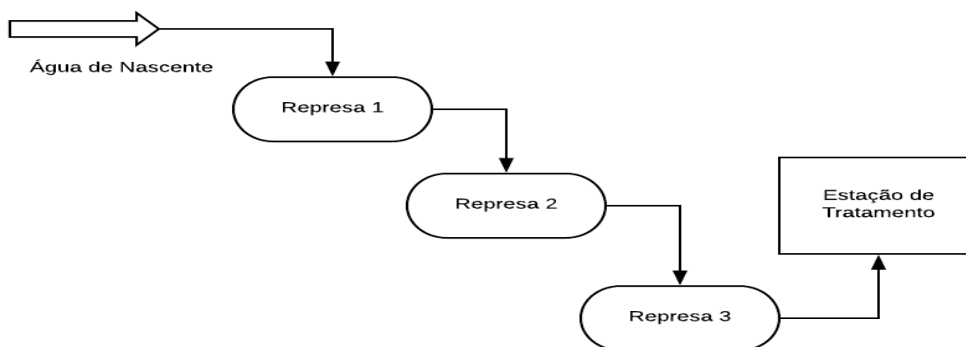 Água de Nascente
Represa 1
Represa 2
Estação de
Tratamento
Represa 3